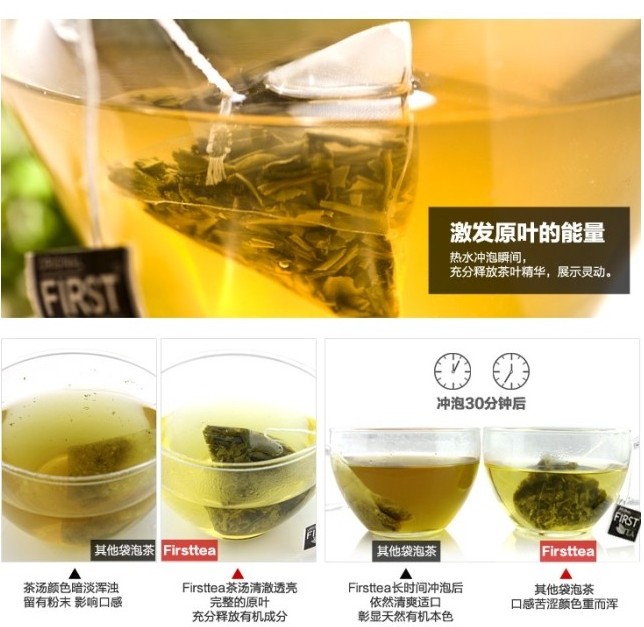 激发原叶的能量
热水冲泡瞬间，
充分释放茶叶精华，展示灵动。
FIRST
冲泡30分钟后
FIRST
TEA
其他袋泡茶
Firsttea
其他袋泡茶
Firsttea
茶汤颜色暗淡浑浊
留有粉末 影响口感
Firsttea茶汤清澈透亮
完整的原叶
充分释放有机成分
Firsttea长时间冲泡后
依然清爽适口
彰显天然有机本色
其他袋泡茶
口感苦涩颜色重而浑